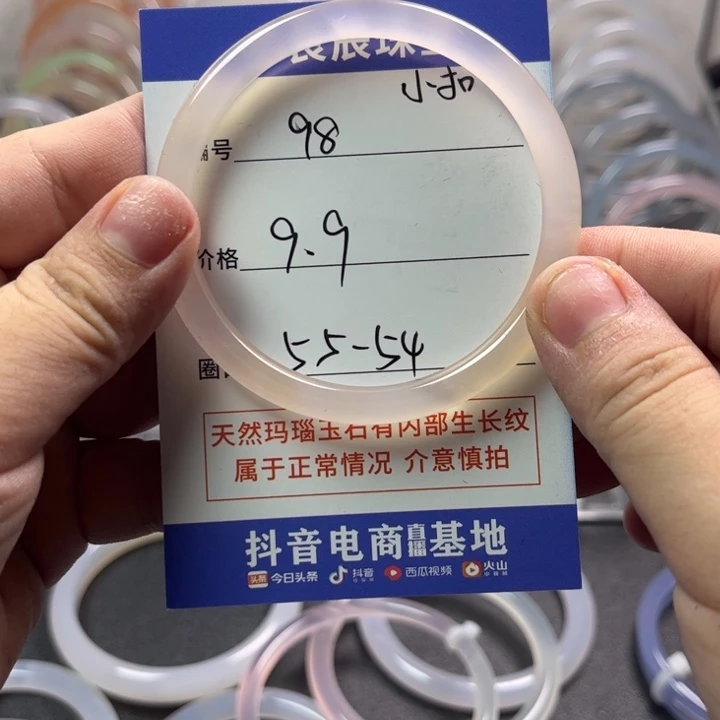 小扣
号 98
价格 9.9
圈 55-54
天然玛瑙玉石有内部生长纹
属于正常情况 介意慎拍
抖音电商直播基地
头条 今日头条 抖音 西瓜视频 火山